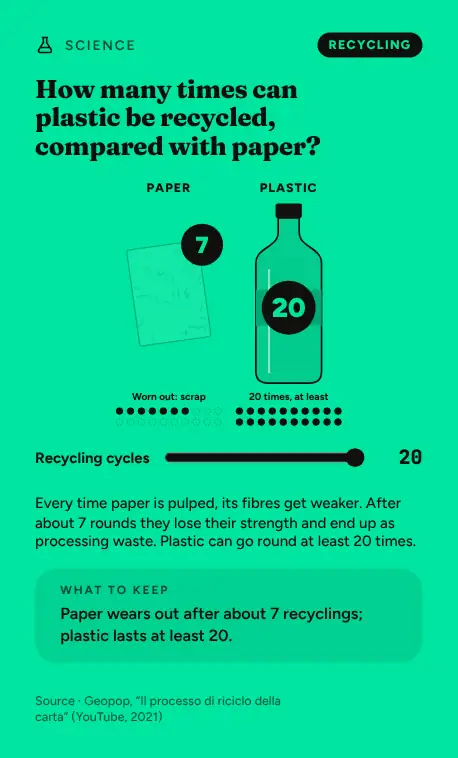 SCIENCE
RECYCLING
How many times can
plastic be recycled,
compared with paper?
PAPER
PLASTIC
7
20
Worn out: scrap
20 times, at least
Recycling cycles
20
Every time paper is pulped, its fibres get weaker. After
about 7 rounds they lose their strength and end up as
processing waste. Plastic can go round at least 20 times.
WHAT TO KEEP
Paper wears out after about 7 recyclings;
plastic lasts at least 20.
Source · Geopop, “Il processo di riciclo della
carta” (YouTube, 2021)